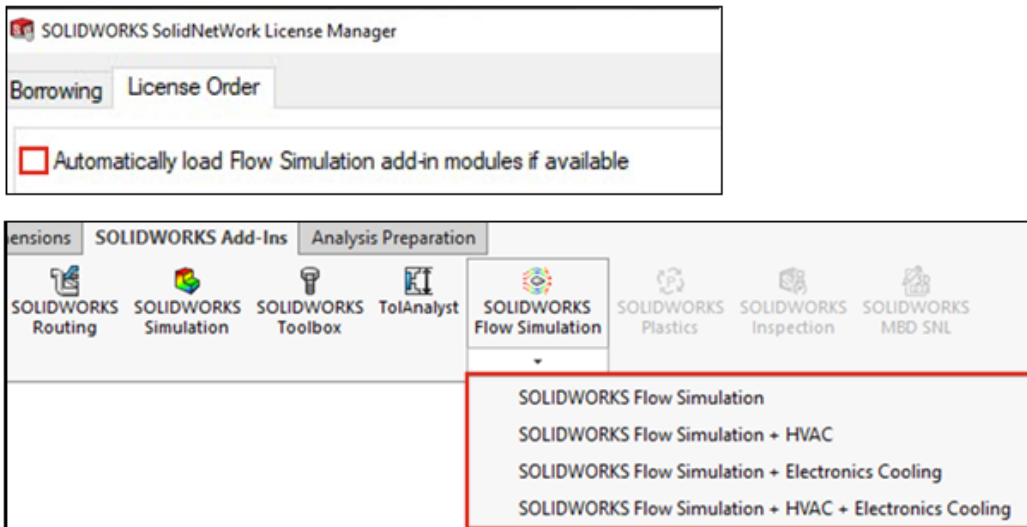 SOLIDWORKS SolidNetWork License Manager
Borrowing License Order
Automatically load Flow Simulation add-in modules if available
ensions SOLIDWORKS Add-Ins Analysis Preparation
SOLIDWORKS SOLIDWORKS SOLIDWORKS TolAnalyst SOLIDWORKS SOLIDWORKS SOLIDWORKS SOLIDWORKS
Routing Simulation Toolbox Flow Simulation Plastics Inspection MBD SNL
SOLIDWORKS Flow Simulation
SOLIDWORKS Flow Simulation + HVAC
SOLIDWORKS Flow Simulation + Electronics Cooling
SOLIDWORKS Flow Simulation + HVAC + Electronics Cooling